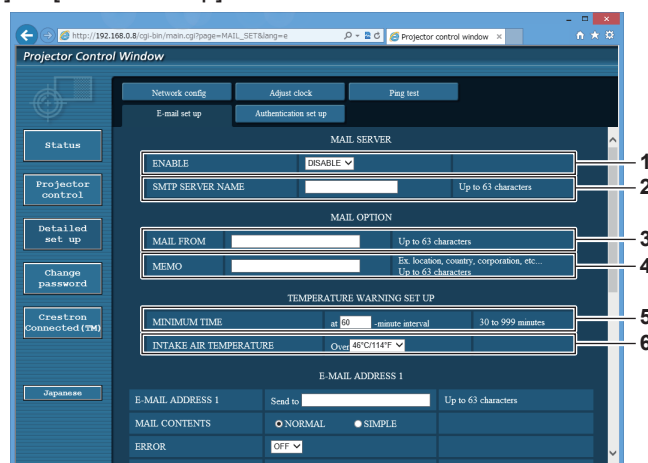 http://192.168.0.8/cgi-bin/main.cgi?page=MAIL_SET&lang=e
Projector control window
Projector Control Window
Network config Adjust clock Ping test
E-mail set up Authentication set up
Status
MAIL SERVER
ENABLE DISABLE 1
Projector control
SMTP SERVER NAME Up to 63 characters 2
MAIL OPTION
Detailed set up
MAIL FROM Up to 63 characters 3
MEMO Ex. location, country, corporation, etc... 4
Up to 63 characters
Change password
TEMPERATURE WARNING SET UP
Crestron Connected(TM)
MINIMUM TIME at 60 -minute interval 30 to 999 minutes 5
INTAKE AIR TEMPERATURE Over 46°C/114°F 6
E-MAIL ADDRESS 1
Japanese
E-MAIL ADDRESS 1 Send to Up to 63 characters
MAIL CONTENTS NORMAL SIMPLE
ERROR OFF